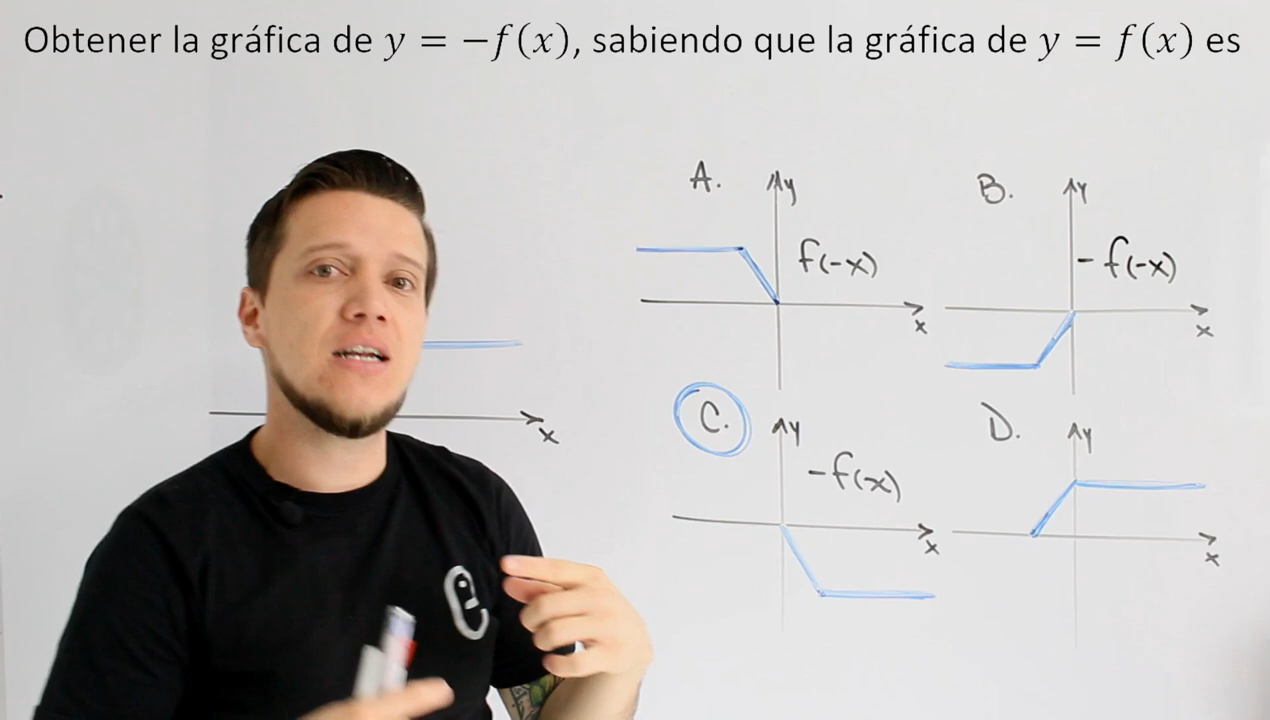 Obtener la gráfica de y = −f(x), sabiendo que la gráfica de y = f(x) es
A.
y
f(-x)
x
B.
y
-f(-x)
x
x
C.
y
-f(x)
x
D.
y
x